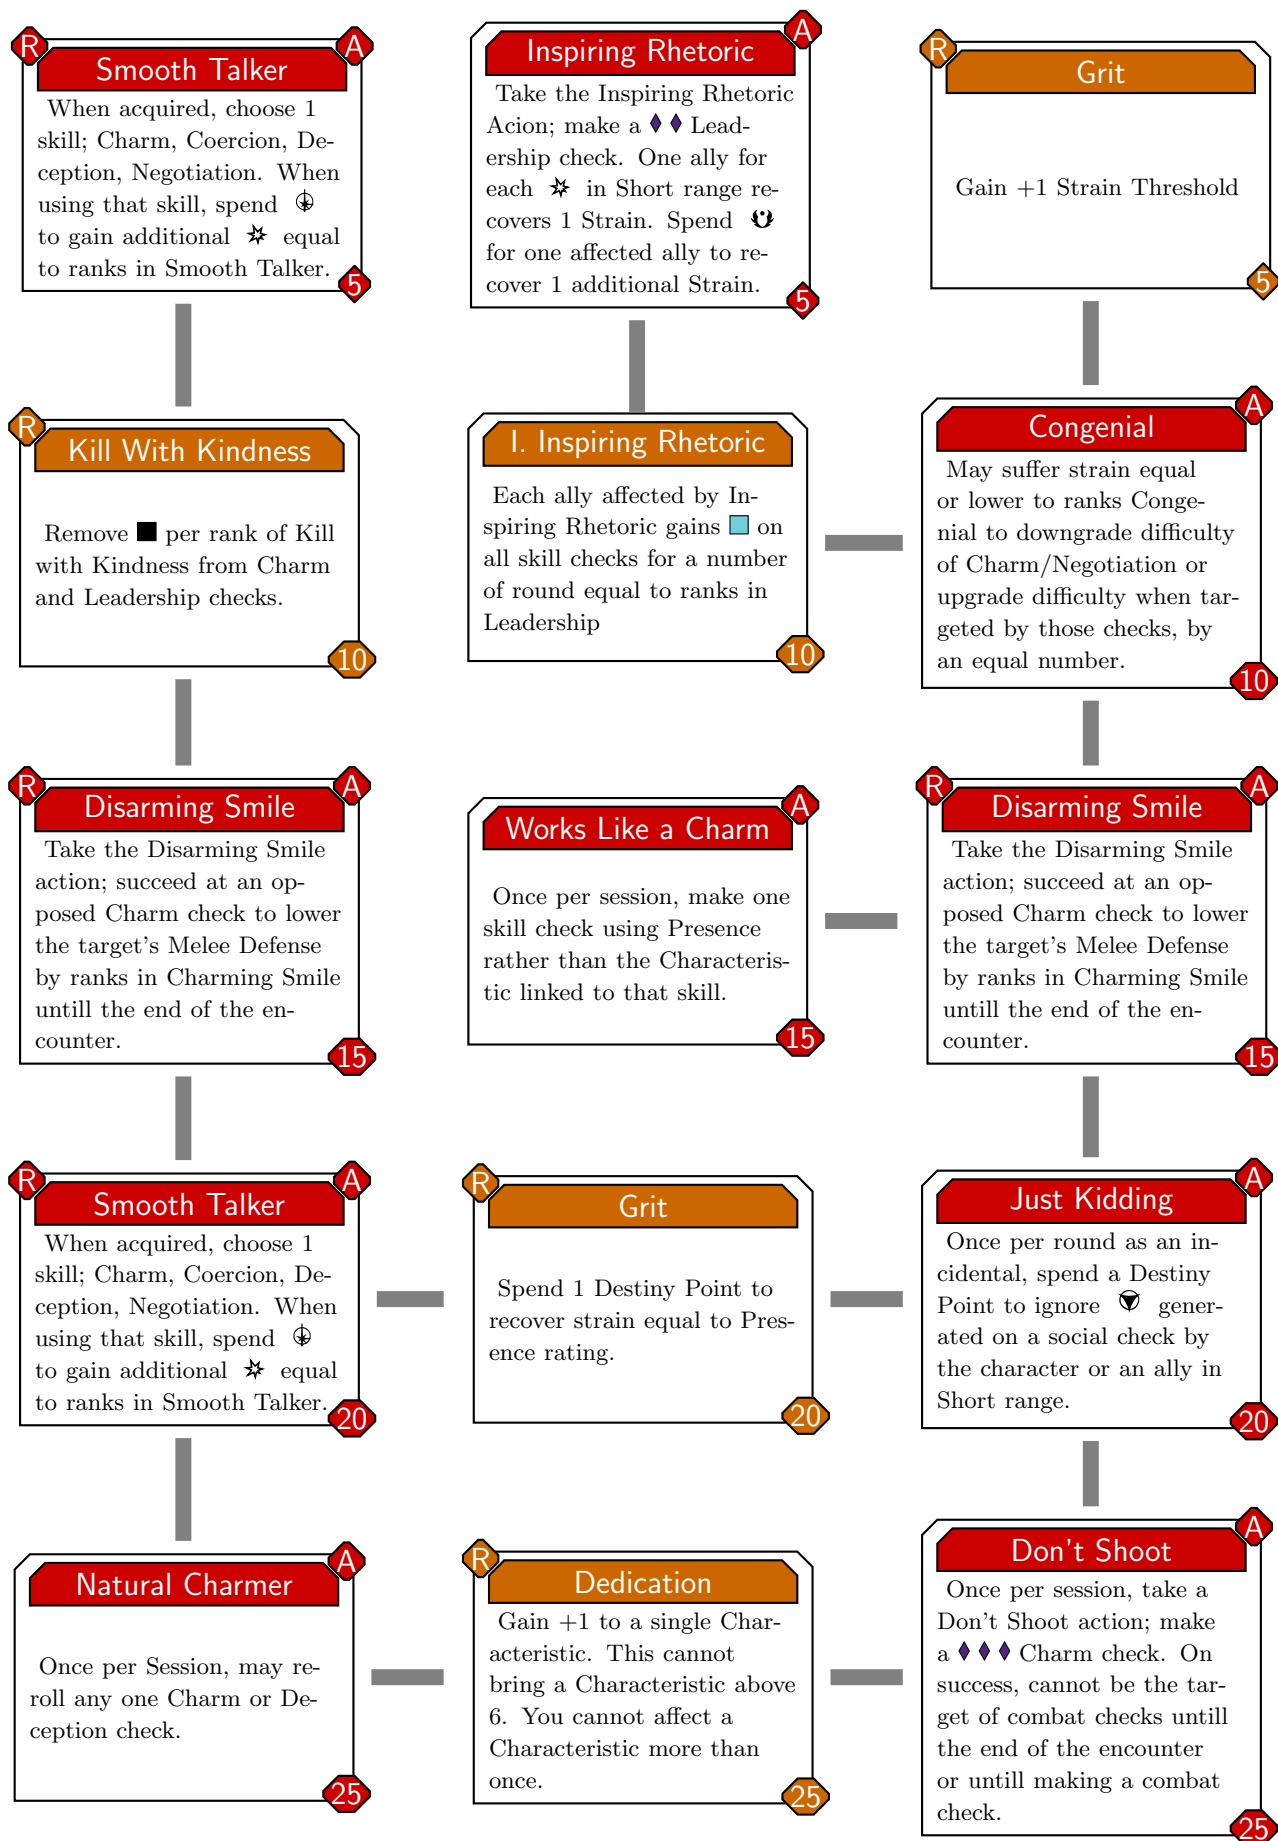 R
A
Smooth Talker
When acquired, choose 1
skill; Charm, Coercion, De-
ception, Negotiation. When
using that skill, spend
to gain additional equal
to ranks in Smooth Talker.
5
A
Inspiring Rhetoric
Take the Inspiring Rhetoric
Acion; make a Lead-
ership check. One ally for
each in Short range re-
covers 1 Strain. Spend
for one affected ally to re-
cover 1 additional Strain.
5
R
Grit
Gain +1 Strain Threshold
5
R
Kill With Kindness
Remove per rank of Kill
with Kindness from Charm
and Leadership checks.
10
I. Inspiring Rhetoric
Each ally affected by In-
spiring Rhetoric gains on
all skill checks for a number
of round equal to ranks in
Leadership
10
A
Congenial
May suffer strain equal
or lower to ranks Conge-
nial to downgrade difficulty
of Charm/Negotiation or
upgrade difficulty when tar-
geted by those checks, by
an equal number.
10
R
A
Disarming Smile
Take the Disarming Smile
action; succeed at an op-
posed Charm check to lower
the target's Melee Defense
by ranks in Charming Smile
untill the end of the en-
counter.
15
A
Works Like a Charm
Once per session, make one
skill check using Presence
rather than the Characteris-
tic linked to that skill.
15
R
A
Disarming Smile
Take the Disarming Smile
action; succeed at an op-
posed Charm check to lower
the target's Melee Defense
by ranks in Charming Smile
untill the end of the en-
counter.
15
R
A
Smooth Talker
When acquired, choose 1
skill; Charm, Coercion, De-
ception, Negotiation. When
using that skill, spend
to gain additional equal
to ranks in Smooth Talker.
20
R
Grit
Spend 1 Destiny Point to
recover strain equal to Pres-
ence rating.
20
A
Just Kidding
Once per round as an in-
cidental, spend a Destiny
Point to ignore gener-
ated on a social check by
the character or an ally in
Short range.
20
A
Natural Charmer
Once per Session, may re-
roll any one Charm or De-
ception check.
25
R
Dedication
Gain +1 to a single Char-
acteristic. This cannot
bring a Characteristic above
6. You cannot affect a
Characteristic more than
once.
25
A
Don't Shoot
Once per session, take a
Don't Shoot action; make
a Charm check. On
success, cannot be the tar-
get of combat checks untill
the end of the encounter
or untill making a combat
check.
25